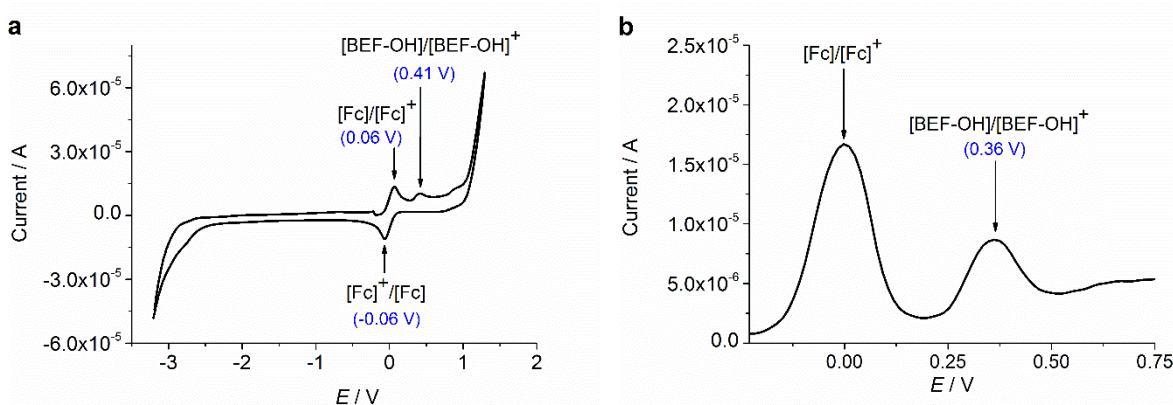 a
[BEF-OH]/[BEF-OH]⁺
(0.41 V)
[Fc]/[Fc]⁺
(0.06 V)
6.0x10⁻⁵
3.0x10⁻⁵
0.0
-3.0x10⁻⁵
-6.0x10⁻⁵
Current / A
[Fc]⁺/[Fc]
(-0.06 V)
-3
-2
-1
0
1
2
E / V
b
[Fc]/[Fc]⁺
[BEF-OH]/[BEF-OH]⁺
(0.36 V)
2.5x10⁻⁵
2.0x10⁻⁵
1.5x10⁻⁵
1.0x10⁻⁵
5.0x10⁻⁶
0.0
Current / A
0.00
0.25
0.50
0.75
E / V